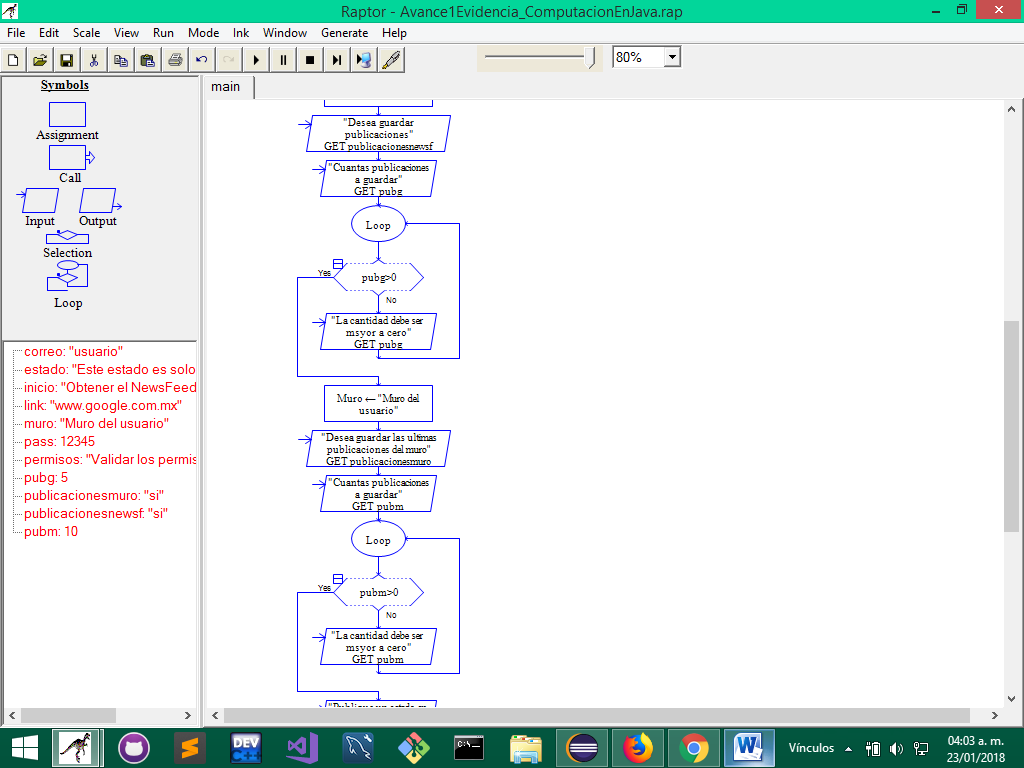 Raptor - Avance1Evidencia_ComputacionEnJava.rap
File Edit Scale View Run Mode Ink Window Generate Help
80%
Symbols
Assignment
Call
Input Output
Selection
Loop
correo: "usuario"
estado: "Este estado es solo
inicio: "Obtener el NewsFeed
link: "www.google.com.mx"
muro: "Muro del usuario"
pass: 12345
permisos: "Validar los permis
pubg: 5
publicacionesmuro: "si"
publicacionesnewsf: "si"
pubm: 10
main
"Desea guardar
publicaciones"
GET publicacionesnewsf
"Cuantas publicaciones
a guardar"
GET pubg
Loop
Yes
pubg>0
No
"La cantidad debe ser
msyor a cero"
GET pubg
Muro ← "Muro del
usuario"
"Desea guardar las ultimas
publicaciones del muro"
GET publicacionesmuro
"Cuantas publicaciones
a guardar"
GET pubm
Loop
Yes
pubm>0
No
"La cantidad debe ser
msyor a cero"
GET pubm
DEV
C++
C:\>_
Vínculos
04:03 a. m.
23/01/2018